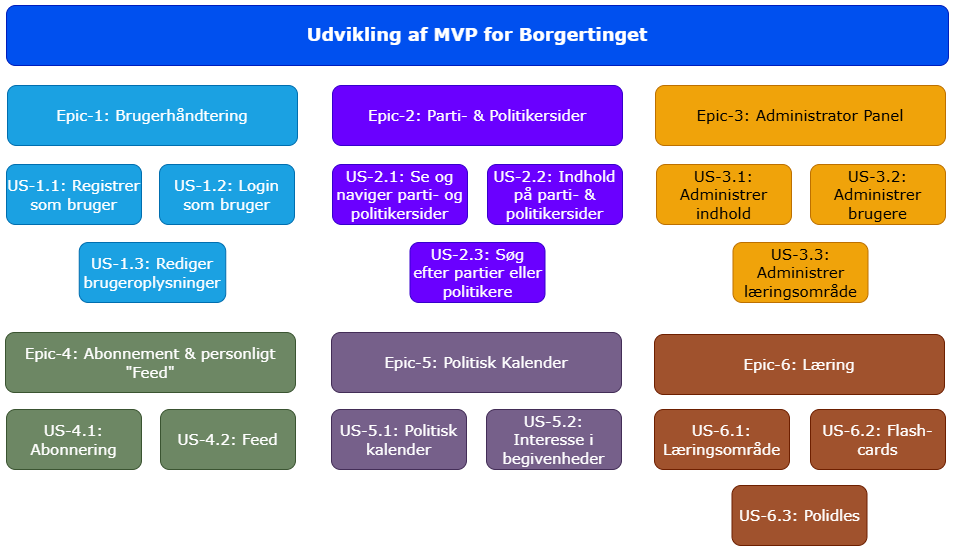 Udvikling af MVP for Borgertinget
Epic-1: Brugerhåndtering
Epic-2: Parti- & Politikersider
Epic-3: Administrator Panel
US-1.1: Registrer
som bruger
US-1.2: Login
som bruger
US-2.1: Se og
naviger parti- og
politikersider
US-2.2: Indhold
på parti- &
politikersider
US-3.1:
Administrer
indhold
US-3.2:
Administrer
brugere
US-1.3: Rediger
brugeroplysninger
US-2.3: Søg
efter partier eller
politikere
US-3.3:
Administrer
læringsområde
Epic-4: Abonnement & personligt
"Feed"
Epic-5: Politisk Kalender
Epic-6: Læring
US-4.1:
Abonnering
US-4.2: Feed
US-5.1: Politisk
kalender
US-5.2:
Interesse i
begivenheder
US-6.1:
Læringsområde
US-6.2: Flash-
cards
US-6.3: Polidles